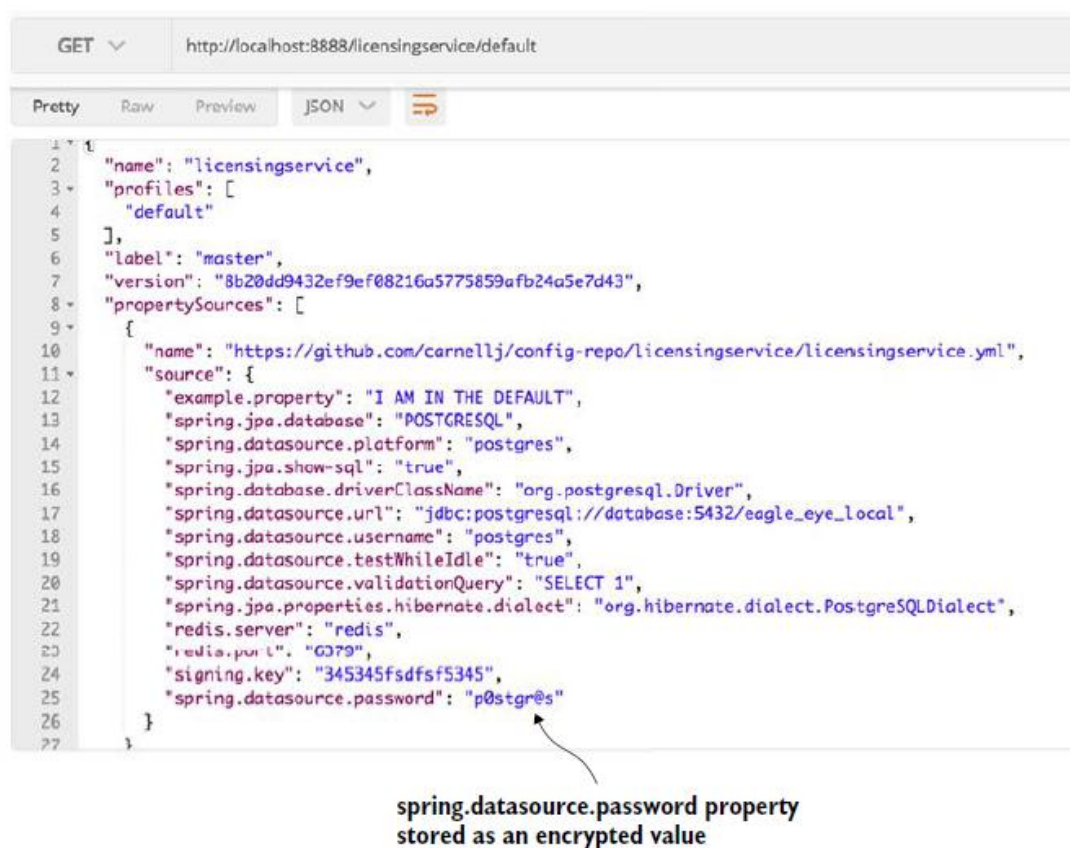 GET http://localhost:8888/licensingservice/default
Pretty Raw Preview JSON
1 {
2 "name": "licensingservice",
3 "profiles": [
4 "default"
5 ],
6 "label": "master",
7 "version": "8b20dd9432ef9ef08216a5775859afb24a5e7d43",
8 "propertySources": [
9 {
10 "name": "https://github.com/carnellj/config-repo/licensingservice/licensingservice.yml",
11 "source": {
12 "example.property": "I AM IN THE DEFAULT",
13 "spring.jpa.database": "POSTGRESQL",
14 "spring.datasource.platform": "postgres",
15 "spring.jpa.show-sql": "true",
16 "spring.database.driverClassName": "org.postgresql.Driver",
17 "spring.datasource.url": "jdbc:postgresql://database:5432/eagle_eye_local",
18 "spring.datasource.username": "postgres",
19 "spring.datasource.testWhileIdle": "true",
20 "spring.datasource.validationQuery": "SELECT 1",
21 "spring.jpa.properties.hibernate.dialect": "org.hibernate.dialect.PostgreSQLDialect",
22 "redis.server": "redis",
23 "redis.port": "6379",
24 "signing.key": "345345fsdfsf5345",
25 "spring.datasource.password": "p0stgr@s"
26 }
27 }
spring.datasource.password property
stored as an encrypted value